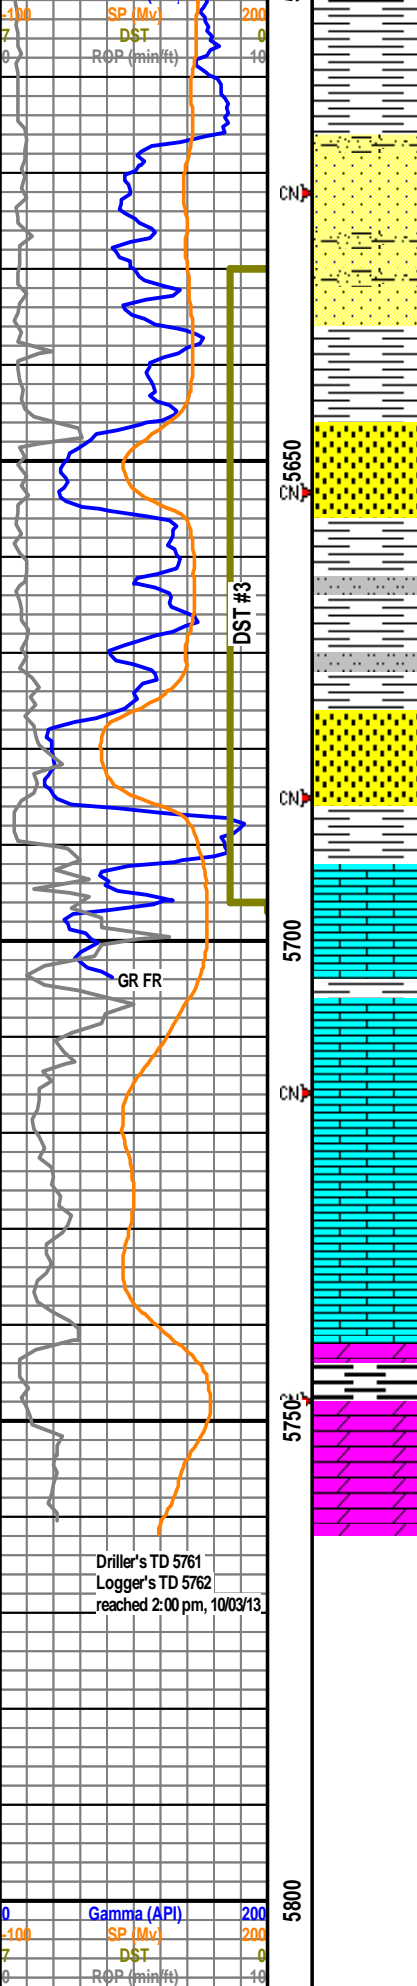 -100 SP (Mv) 200
7 DST 0
0 ROP (min/ft) 10
CN
5650
CN
DST #3
CN
5700
GR FR
CN
5750
Driller's TD 5761
Logger's TD 5762
reached 2:00 pm, 10/03/13
5800
0 Gamma (API) 200
-100 SP (Mv) 200
7 DST 0
0 ROP (min/ft) 10